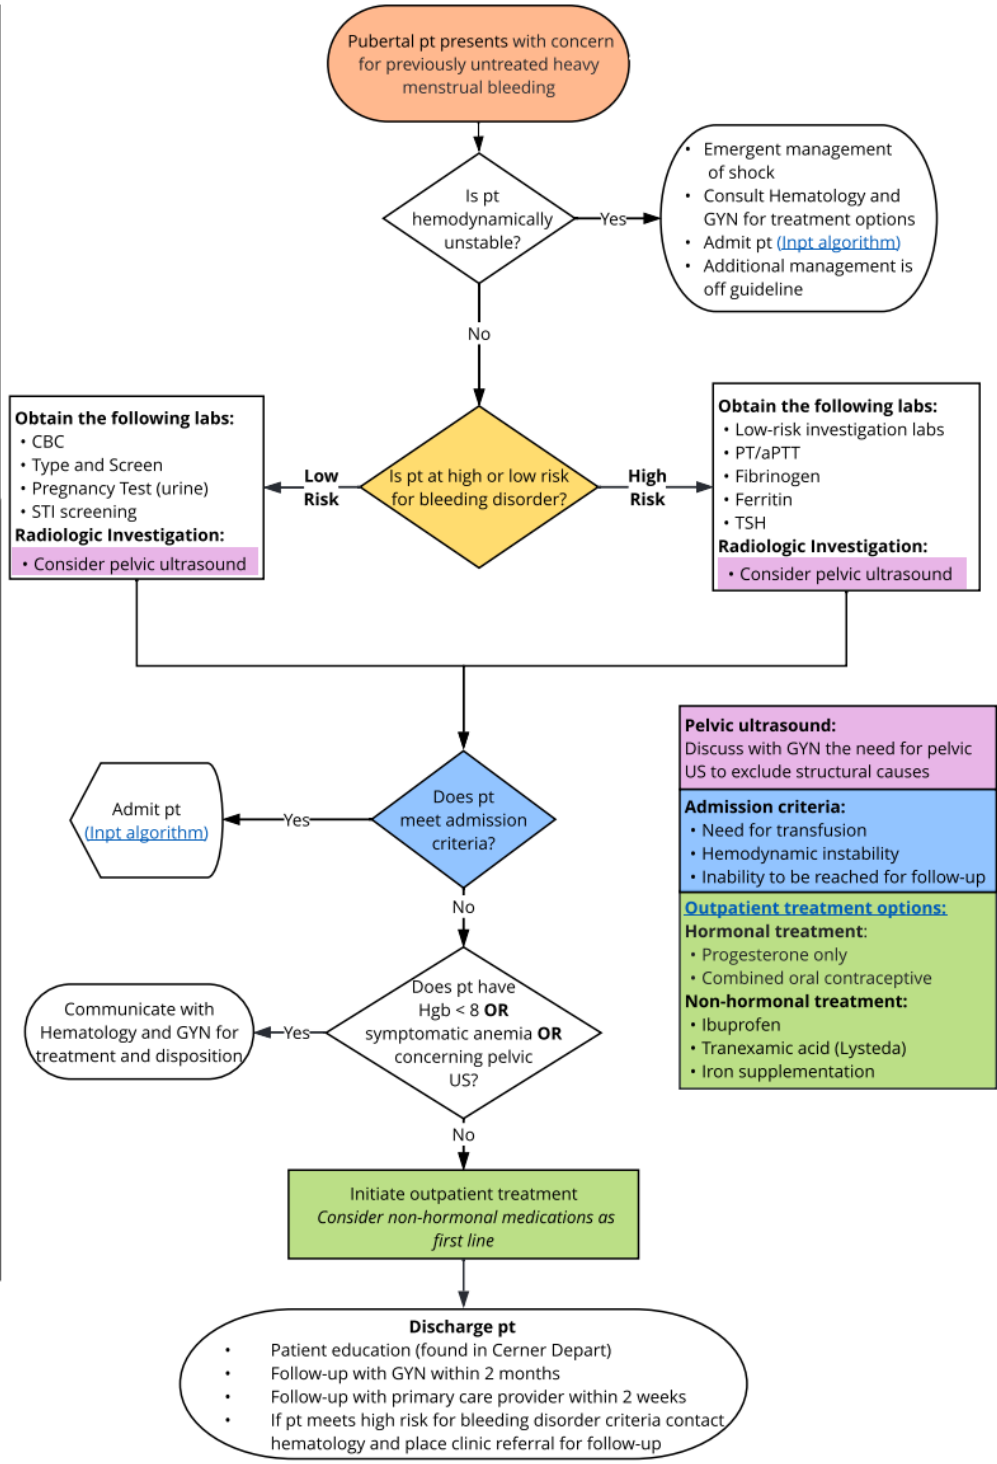 Pubertal pt presents with concern
for previously untreated heavy
menstrual bleeding
Is pt
hemodynamically
unstable?
Yes
• Emergent management
of shock
• Consult Hematology and
GYN for treatment options
• Admit pt (Inpt algorithm)
• Additional management is
off guideline
No
Is pt at high or low risk
for bleeding disorder?
Low
Risk
High
Risk
Obtain the following labs:
• CBC
• Type and Screen
• Pregnancy Test (urine)
• STI screening
Radiologic Investigation:
• Consider pelvic ultrasound
Obtain the following labs:
• Low-risk investigation labs
• PT/aPTT
• Fibrinogen
• Ferritin
• TSH
Radiologic Investigation:
• Consider pelvic ultrasound
Does pt
meet admission
criteria?
Yes
Admit pt
(Inpt algorithm)
No
Pelvic ultrasound:
Discuss with GYN the need for pelvic
US to exclude structural causes
Admission criteria:
• Need for transfusion
• Hemodynamic instability
• Inability to be reached for follow-up
Outpatient treatment options:
Hormonal treatment:
• Progesterone only
• Combined oral contraceptive
Non-hormonal treatment:
• Ibuprofen
• Tranexamic acid (Lysteda)
• Iron supplementation
Does pt have
Hgb < 8 OR
symptomatic anemia OR
concerning pelvic
US?
Yes
Communicate with
Hematology and GYN for
treatment and disposition
No
Initiate outpatient treatment
Consider non-hormonal medications as
first line
Discharge pt
• Patient education (found in Cerner Depart)
• Follow-up with GYN within 2 months
• Follow-up with primary care provider within 2 weeks
• If pt meets high risk for bleeding disorder criteria contact
hematology and place clinic referral for follow-up